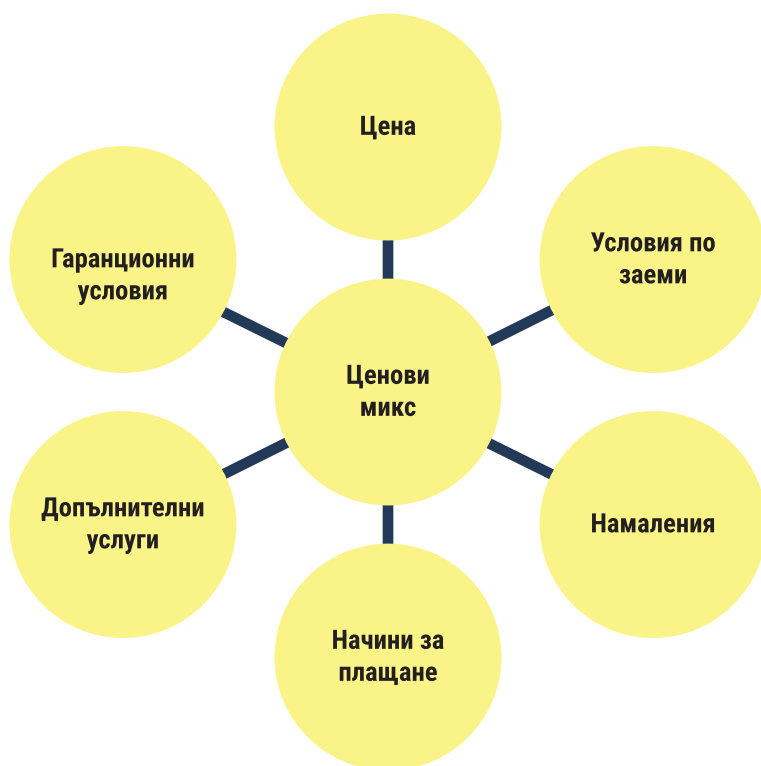 Цена
Условия по
заеми
Гаранционни
условия
Ценови
микс
Допълнителни
услуги
Намаления
Начини за
плащане